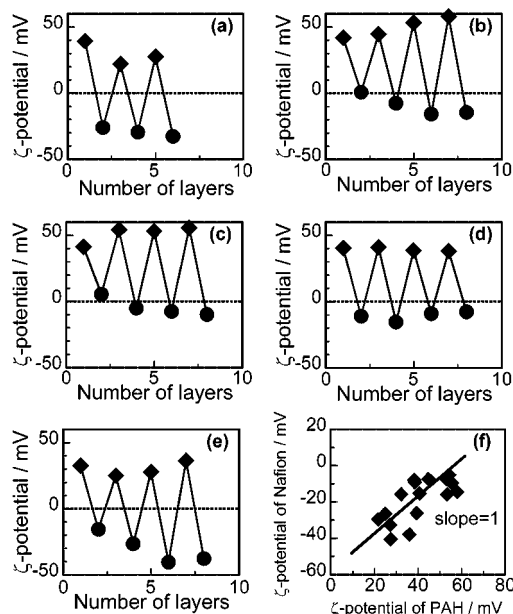 (a)
ζ-potential / mV
50
0
-50
0
5
10
Number of layers
(b)
ζ-potential / mV
50
0
-50
0
5
10
Number of layers
(c)
ζ-potential / mV
50
0
-50
0
5
10
Number of layers
(d)
ζ-potential / mV
50
0
-50
0
5
10
Number of layers
(e)
ζ-potential / mV
50
0
-50
0
5
10
Number of layers
(f)
ζ-potential of Nafion / mV
20
0
-20
-40
-60
slope=1
0
20
40
60
80
ζ-potential of PAH / mV